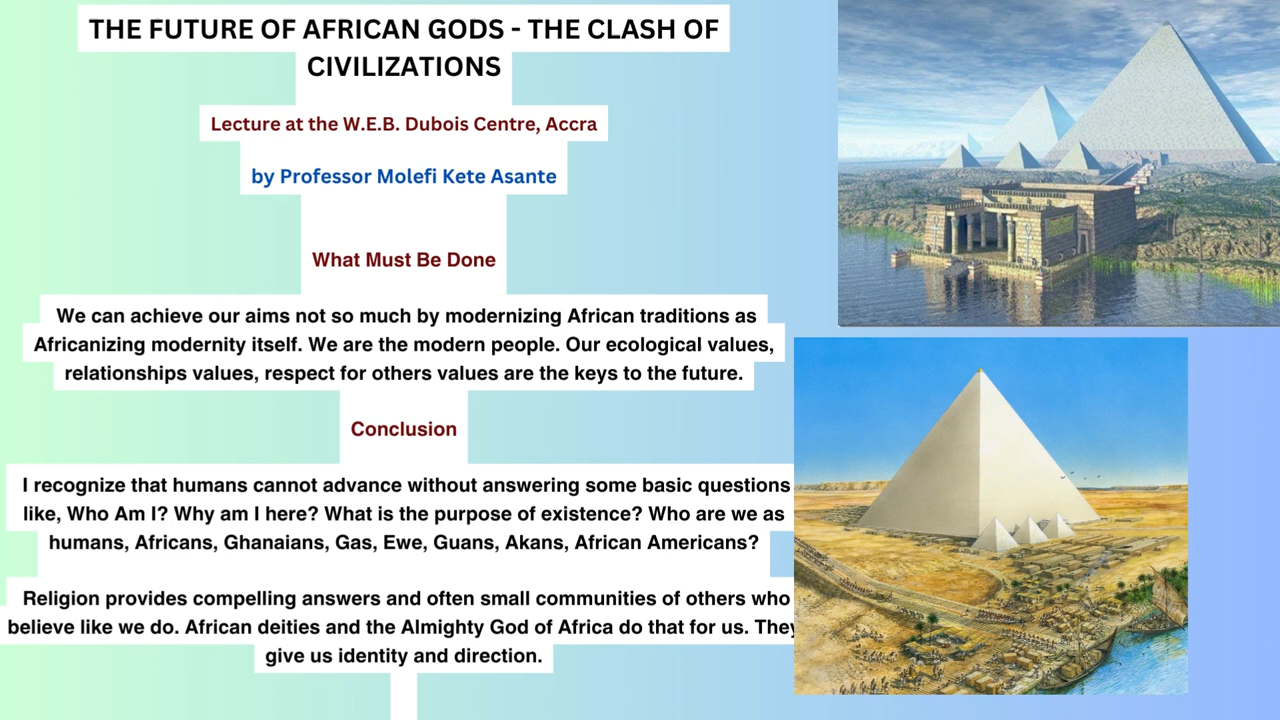 THE FUTURE OF AFRICAN GODS - THE CLASH OF
CIVILIZATIONS
Lecture at the W.E.B. Dubois Centre, Accra
by Professor Molefi Kete Asante
What Must Be Done
We can achieve our aims not so much by modernizing African traditions as
Africanizing modernity itself. We are the modern people. Our ecological values,
relationships values, respect for others values are the keys to the future.
Conclusion
I recognize that humans cannot advance without answering some basic questions
like, Who Am I? Why am I here? What is the purpose of existence? Who are we as
humans, Africans, Ghanaians, Gas, Ewe, Guans, Akans, African Americans?
Religion provides compelling answers and often small communities of others who
believe like we do. African deities and the Almighty God of Africa do that for us. They
give us identity and direction.